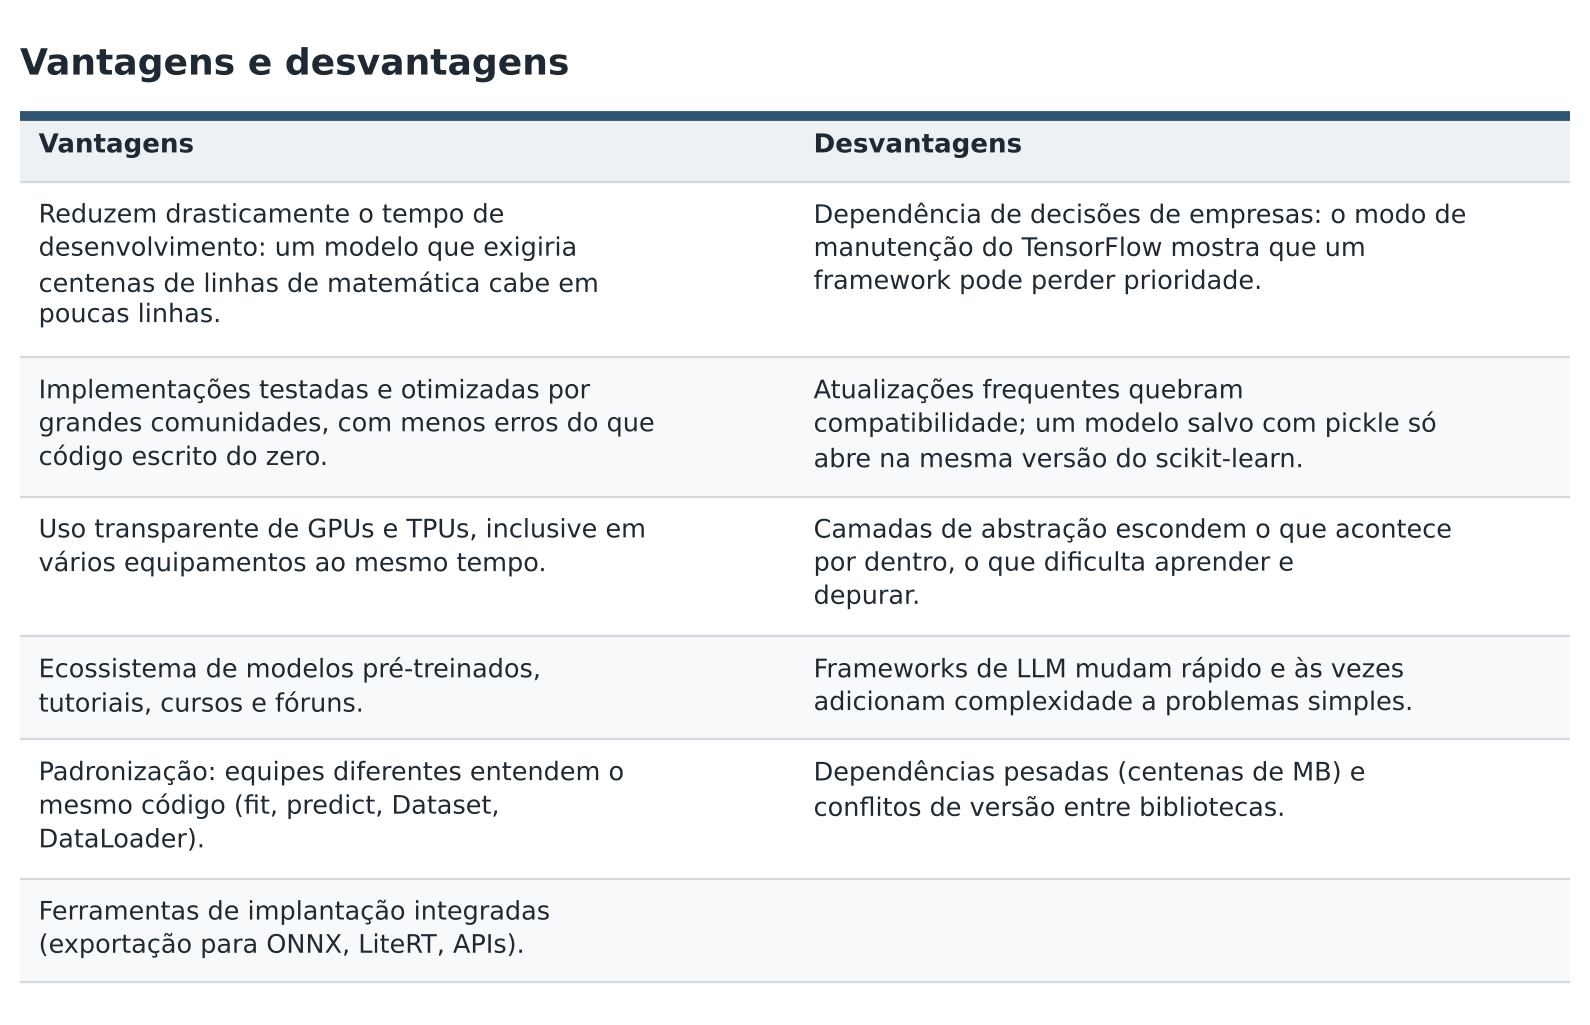 Vantagens e desvantagens
Vantagens
Desvantagens
Reduzem drasticamente o tempo de
desenvolvimento: um modelo que exigiria
centenas de linhas de matemática cabe em
poucas linhas.
Dependência de decisões de empresas: o modo de
manutenção do TensorFlow mostra que um
framework pode perder prioridade.
Implementações testadas e otimizadas por
grandes comunidades, com menos erros do que
código escrito do zero.
Atualizações frequentes quebram
compatibilidade; um modelo salvo com pickle só
abre na mesma versão do scikit-learn.
Uso transparente de GPUs e TPUs, inclusive em
vários equipamentos ao mesmo tempo.
Camadas de abstração escondem o que acontece
por dentro, o que dificulta aprender e
depurar.
Ecossistema de modelos pré-treinados,
tutoriais, cursos e fóruns.
Frameworks de LLM mudam rápido e às vezes
adicionam complexidade a problemas simples.
Padronização: equipes diferentes entendem o
mesmo código (fit, predict, Dataset,
DataLoader).
Dependências pesadas (centenas de MB) e
conflitos de versão entre bibliotecas.
Ferramentas de implantação integradas
(exportação para ONNX, LiteRT, APIs).